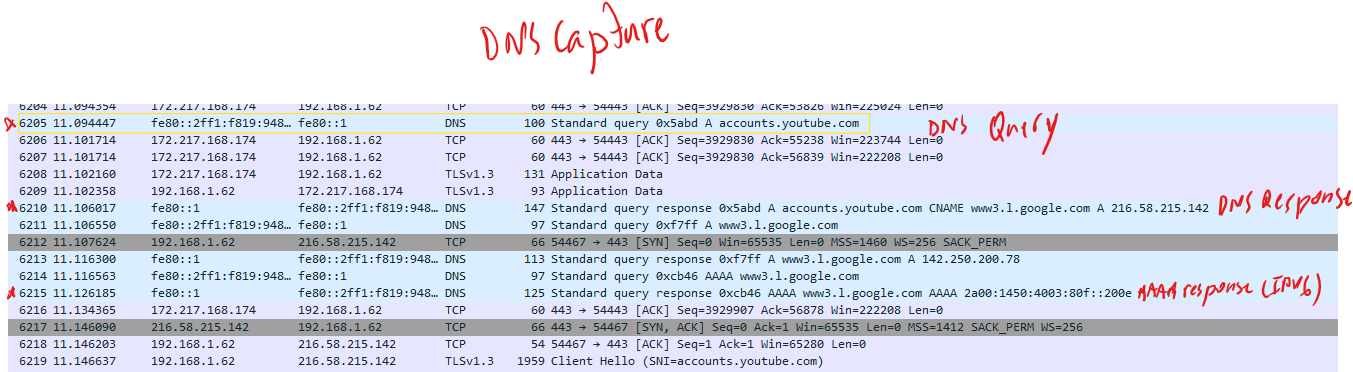 DNS Capture
6204 11.094354 172.217.168.174 192.168.1.62 TCP 60 443 → 54443 [ACK] Seq=3929830 Ack=53826 Win=225024 Len=0
6205 11.094447 fe80::2ff1:f819:948… fe80::1 DNS 100 Standard query 0x5abd A accounts.youtube.com DNS Query
6206 11.101714 172.217.168.174 192.168.1.62 TCP 60 443 → 54443 [ACK] Seq=3929830 Ack=55238 Win=223744 Len=0
6207 11.101714 172.217.168.174 192.168.1.62 TCP 60 443 → 54443 [ACK] Seq=3929830 Ack=56839 Win=222208 Len=0
6208 11.102160 172.217.168.174 192.168.1.62 TLSv1.3 131 Application Data
6209 11.102358 192.168.1.62 172.217.168.174 TLSv1.3 93 Application Data
6210 11.106017 fe80::1 fe80::2ff1:f819:948… DNS 147 Standard query response 0x5abd A accounts.youtube.com CNAME www3.l.google.com A 216.58.215.142 DNS Response
6211 11.106550 fe80::2ff1:f819:948… fe80::1 DNS 97 Standard query 0xf7ff A www3.l.google.com
6212 11.107624 192.168.1.62 216.58.215.142 TCP 66 54467 → 443 [SYN] Seq=0 Win=65535 Len=0 MSS=1460 WS=256 SACK_PERM
6213 11.116300 fe80::1 fe80::2ff1:f819:948… DNS 113 Standard query response 0xf7ff A www3.l.google.com A 142.250.200.78
6214 11.116563 fe80::2ff1:f819:948… fe80::1 DNS 97 Standard query 0xcb46 AAAA www3.l.google.com
6215 11.126185 fe80::1 fe80::2ff1:f819:948… DNS 125 Standard query response 0xcb46 AAAA www3.l.google.com AAAA 2a00:1450:4003:80f::200e AAAA response (IPV6)
6216 11.134365 172.217.168.174 192.168.1.62 TCP 60 443 → 54443 [ACK] Seq=3929907 Ack=56878 Win=222208 Len=0
6217 11.146090 216.58.215.142 192.168.1.62 TCP 66 443 → 54467 [SYN, ACK] Seq=0 Ack=1 Win=65535 Len=0 MSS=1412 SACK_PERM WS=256
6218 11.146203 192.168.1.62 216.58.215.142 TCP 54 54467 → 443 [ACK] Seq=1 Ack=1 Win=65280 Len=0
6219 11.146637 192.168.1.62 216.58.215.142 TLSv1.3 1959 Client Hello (SNI=accounts.youtube.com)